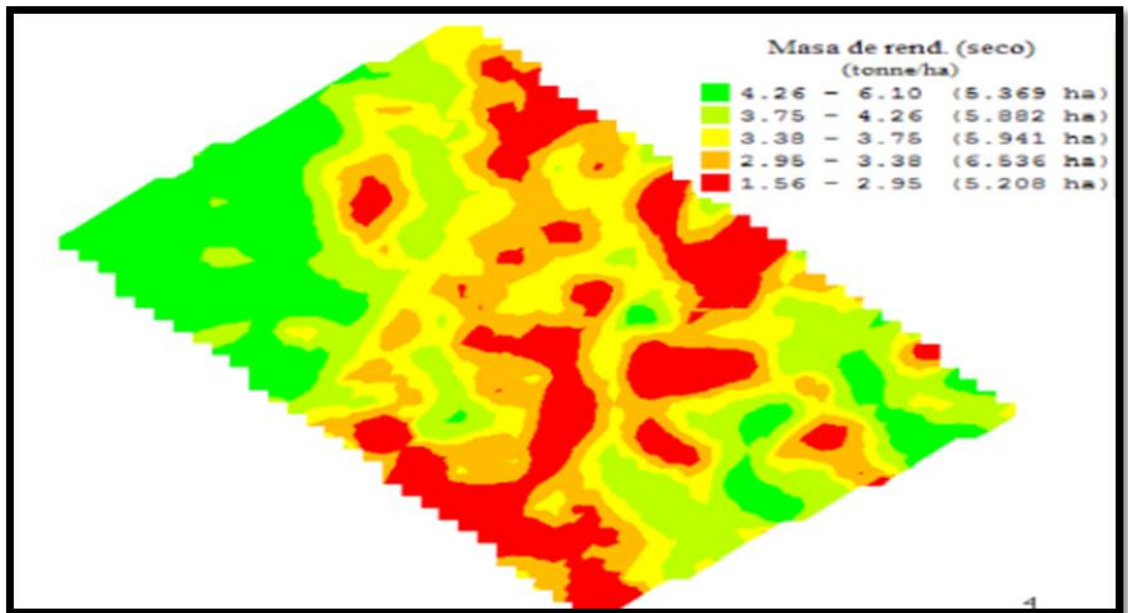 Masa de rend. (seco)
(tonne/ha)
4.26 - 6.10 (5.369 ha)
3.75 - 4.26 (5.882 ha)
3.38 - 3.75 (5.941 ha)
2.95 - 3.38 (6.536 ha)
1.56 - 2.95 (5.208 ha)
4